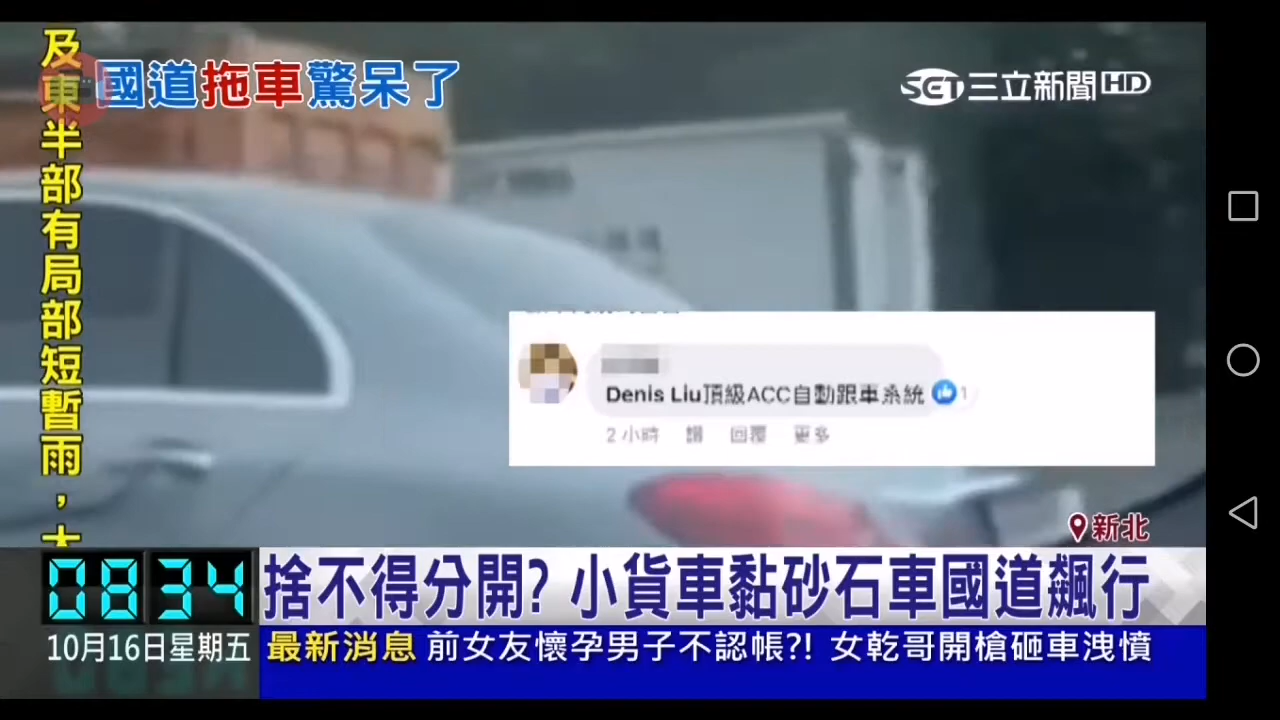 及東半部有局部短暫雨，大
國道拖車驚呆了
SET三立新聞HD
Denis Liu頂級ACC自動跟車系統 1
2 小時 讚 回覆 更多
新北
0834
捨不得分開? 小貨車黏砂石車國道飆行
10月16日星期五
最新消息 前女友懷孕男子不認帳?! 女乾哥開槍砸車洩憤